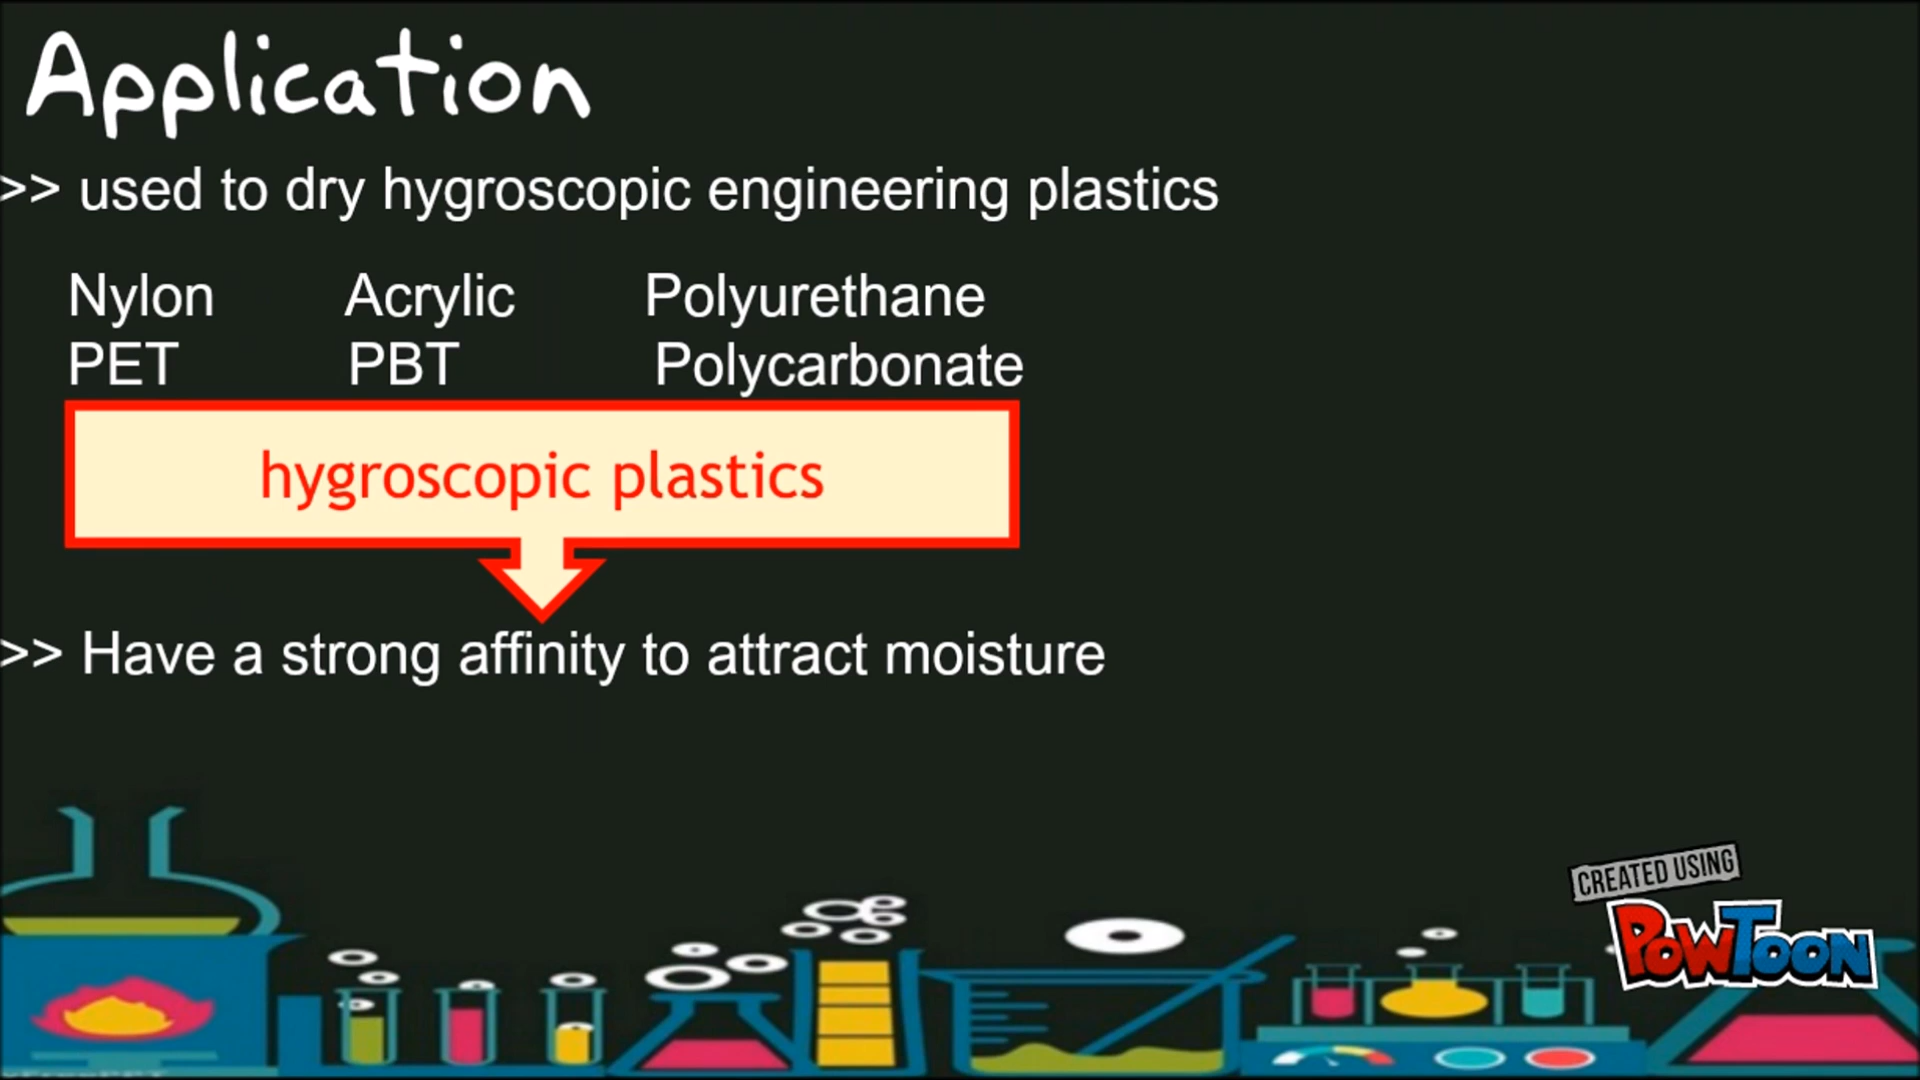 Application
>> used to dry hygroscopic engineering plastics
Nylon Acrylic Polyurethane
PET PBT Polycarbonate
hygroscopic plastics
>> Have a strong affinity to attract moisture
CREATED USING
POWTOON